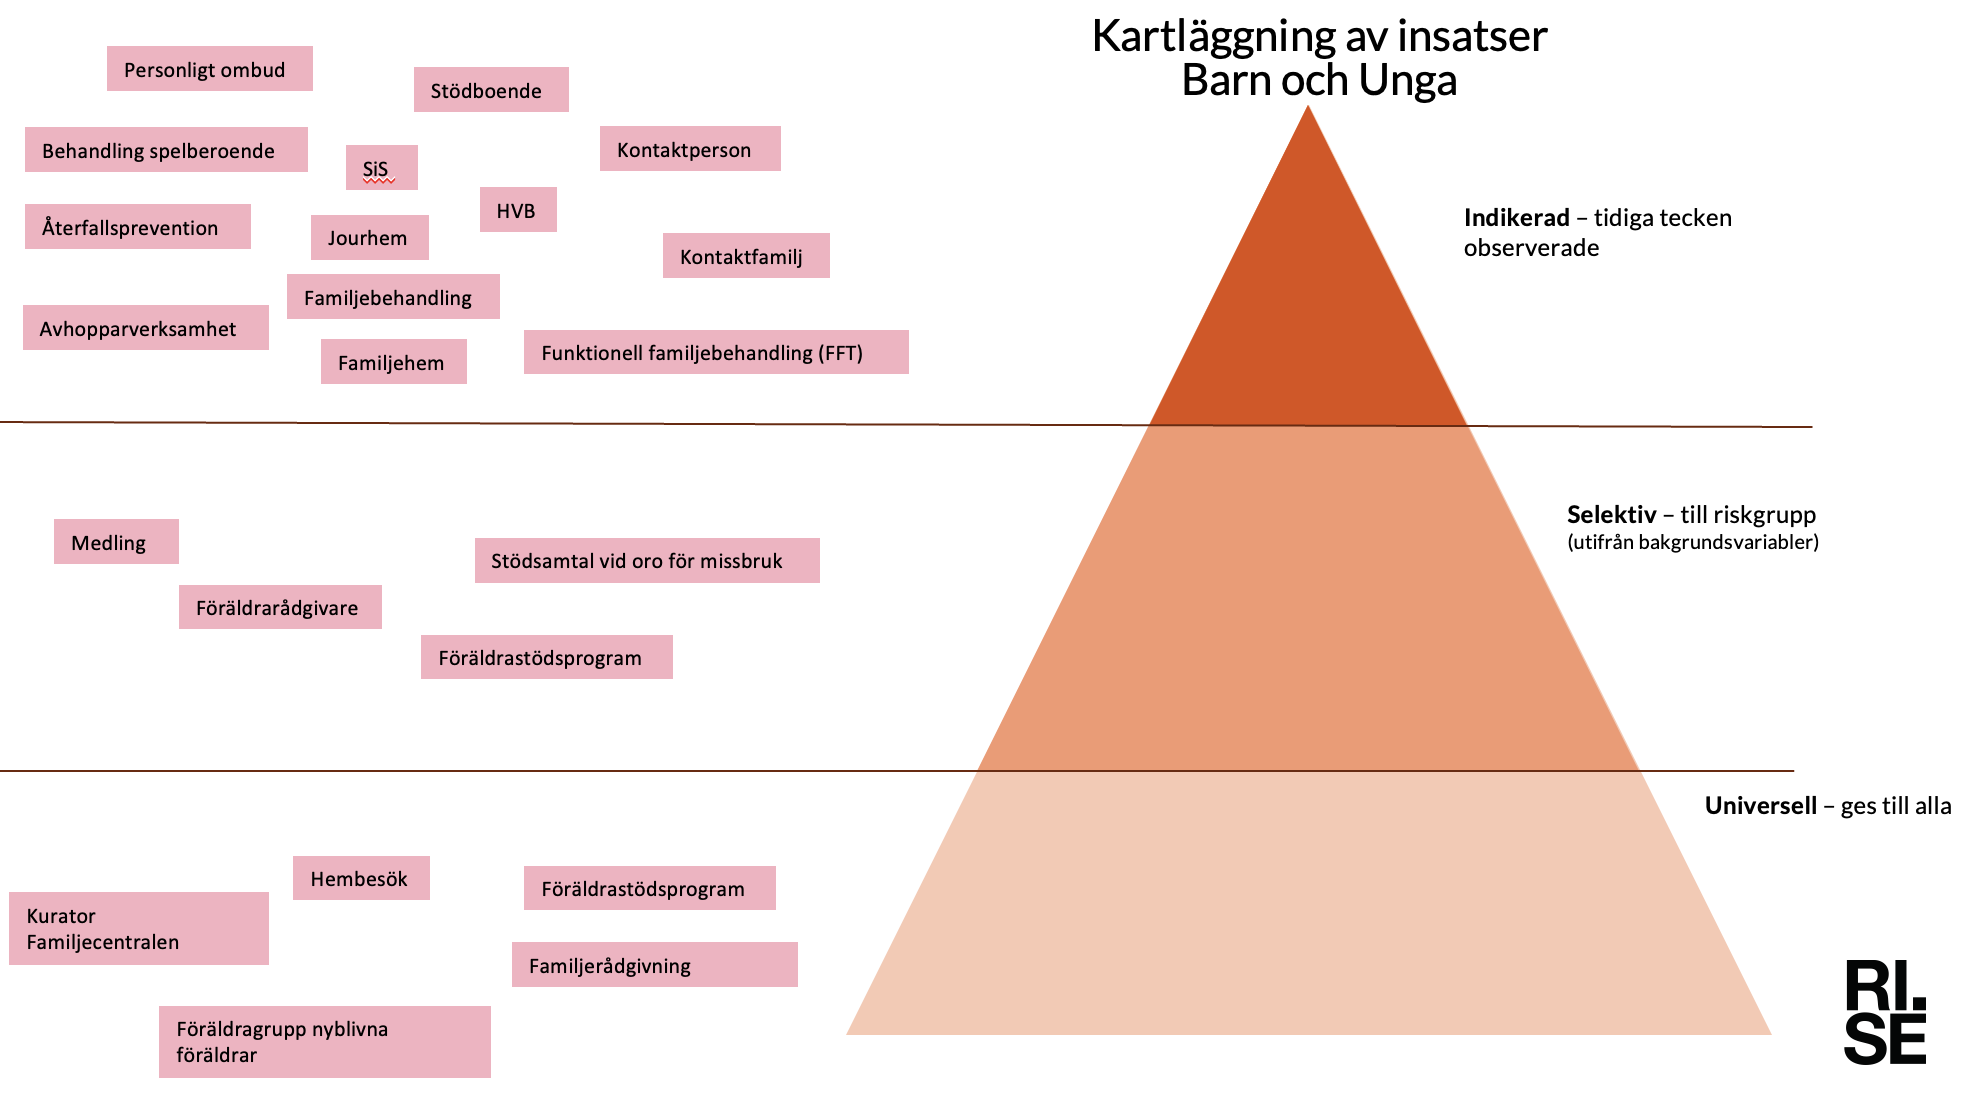 Kartläggning av insatser
Barn och Unga
Personligt ombud
Stödboende
Behandling spelberoende
SiS
Kontaktperson
HVB
Återfallsprevention
Jourhem
Kontaktfamilj
Familjebehandling
Avhopparverksamhet
Familjehem
Funktionell familjebehandling (FFT)
Indikerad – tidiga tecken
observerade
Medling
Stödsamtal vid oro för missbruk
Föräldrarådgivare
Föräldrastödsprogram
Selektiv – till riskgrupp
(utifrån bakgrundsvariabler)
Universell – ges till alla
Hembesök
Föräldrastödsprogram
Kurator
Familjecentralen
Familjerådgivning
Föräldragrupp nyblivna
föräldrar
RI.
SE